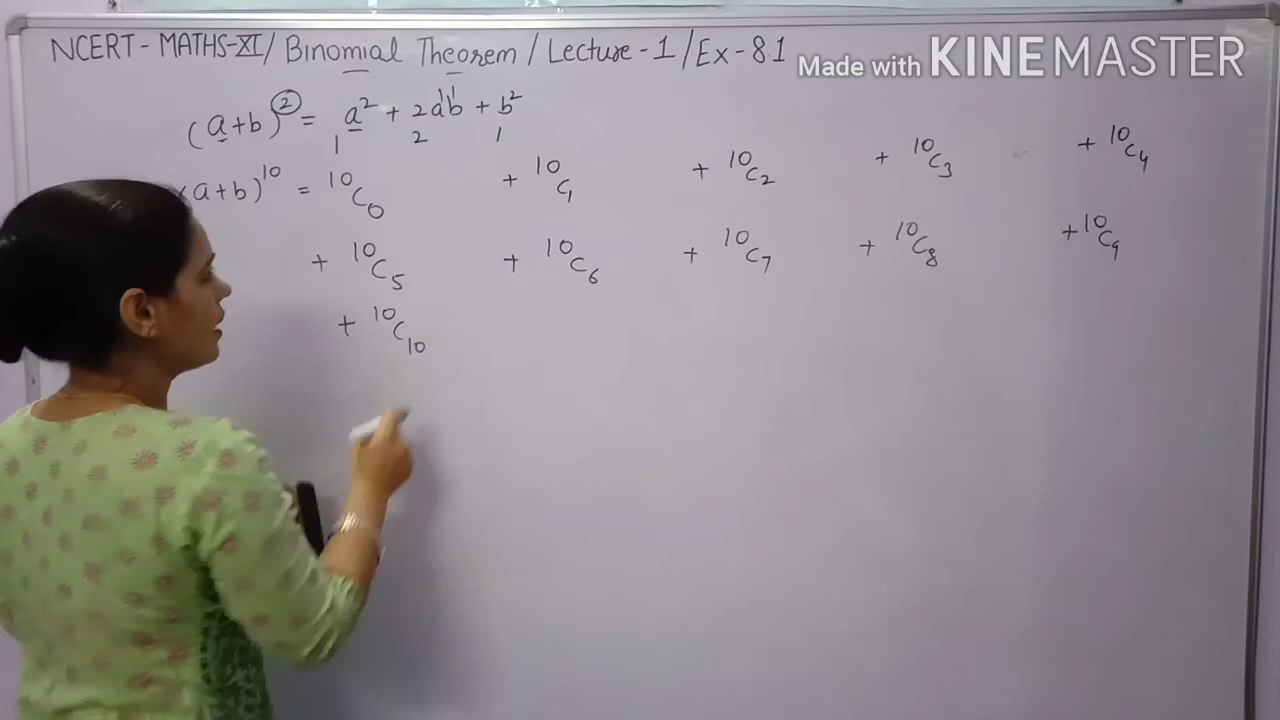 NCERT - MATHS-XI / Binomial Theorem / Lecture - 1 / Ex - 8.1
Made with KINEMASTER
(a+b)² = a² + 2a¹b¹ + b²
1 2 1
(a+b)¹⁰ = ¹⁰C₀ + ¹⁰C₁ + ¹⁰C₂ + ¹⁰C₃ + ¹⁰C₄
+ ¹⁰C₅ + ¹⁰C₆ + ¹⁰C₇ + ¹⁰C₈ + ¹⁰C₉
+ ¹⁰C₁₀